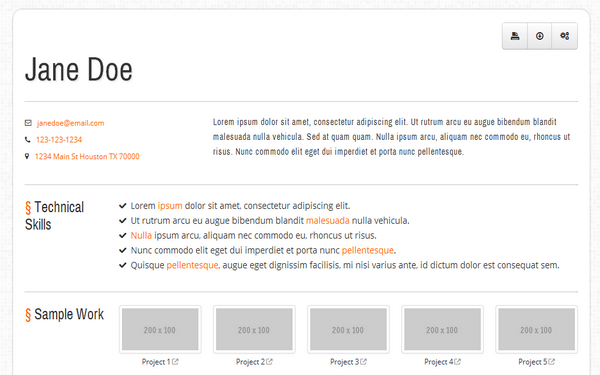 Jane Doe
janedoe@email.com
123-123-1234
1234 Main St Houston TX 70000
Lorem ipsum dolor sit amet, consectetur adipiscing elit. Ut rutrum arcu eu augue bibendum blandit
malesuada nulla vehicula. Sed at quam quam. Nulla ipsum arcu, aliquam nec commodo eu, rhoncus ut
risus. Nunc commodo elit eget dui imperdiet et porta nunc pellentesque.
§ Technical
Skills
Lorem ipsum dolor sit amet, consectetur adipiscing elit.
Ut rutrum arcu eu augue bibendum blandit malesuada nulla vehicula.
Nulla ipsum arcu, aliquam nec commodo eu, rhoncus ut risus.
Nunc commodo elit eget dui imperdiet et porta nunc pellentesque.
Quisque pellentesque, augue eget dignissim facilisis, mi nisi varius ante, id dictum dolor est consequat sem.
§ Sample Work
200 x 100
200 x 100
200 x 100
200 x 100
200 x 100
Project 1
Project 2
Project 3
Project 4
Project 5